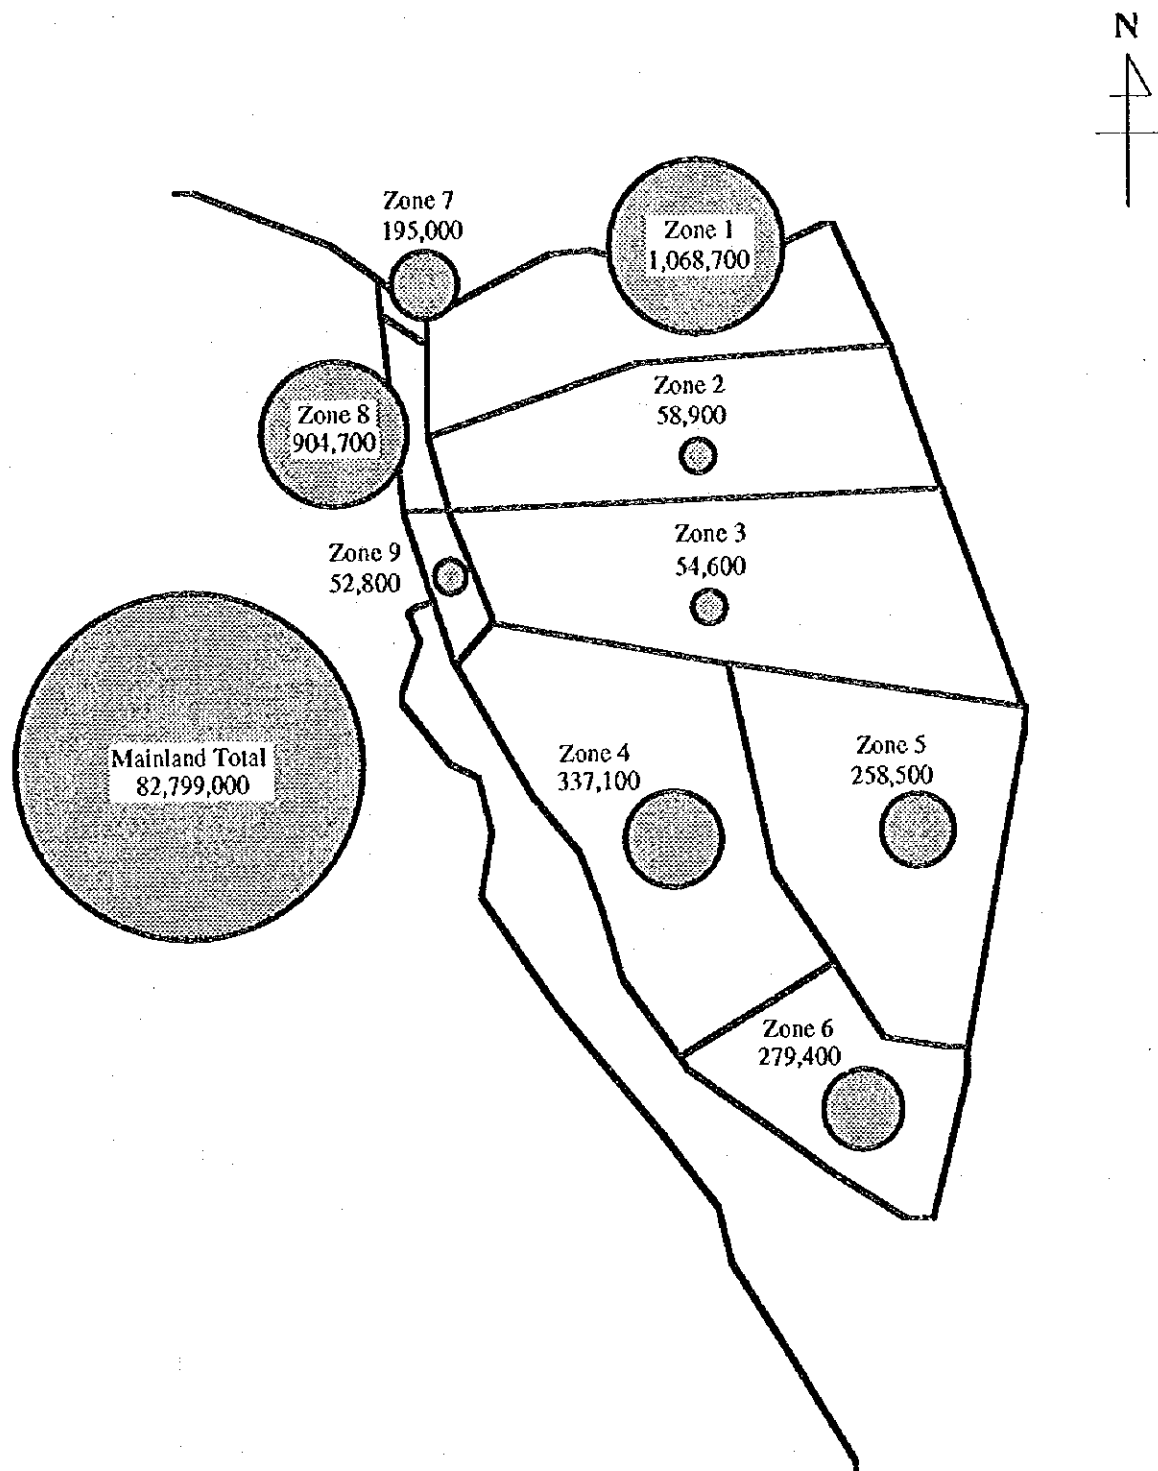 N
Zone 7
195,000
Zone 1
1,068,700
Zone 2
58,900
Zone 8
904,700
Zone 3
54,600
Zone 9
52,800
Zone 4
337,100
Zone 5
258,500
Mainland Total
82,799,000
Zone 6
279,400